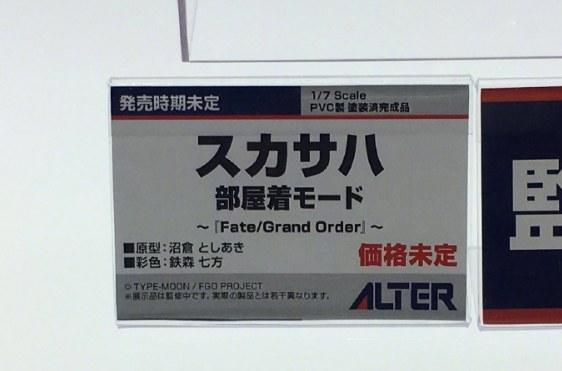 発売時期未定
1/7 Scale
PVC製 塗装済完成品
スカサハ
部屋着モード
～『Fate/Grand Order』～
■原型：沼倉 としあき
■彩色：鉄森 七方
価格未定
© TYPE-MOON / FGO PROJECT
※展示品は監修中です。実際の製品とは若干異なります。
ALTER
監